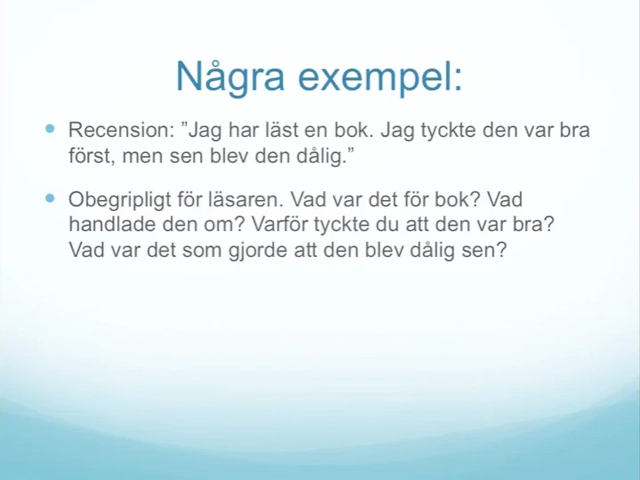 Några exempel:
Recension: ”Jag har läst en bok. Jag tyckte den var bra
först, men sen blev den dålig.”
Obegripligt för läsaren. Vad var det för bok? Vad
handlade den om? Varför tyckte du att den var bra?
Vad var det som gjorde att den blev dålig sen?